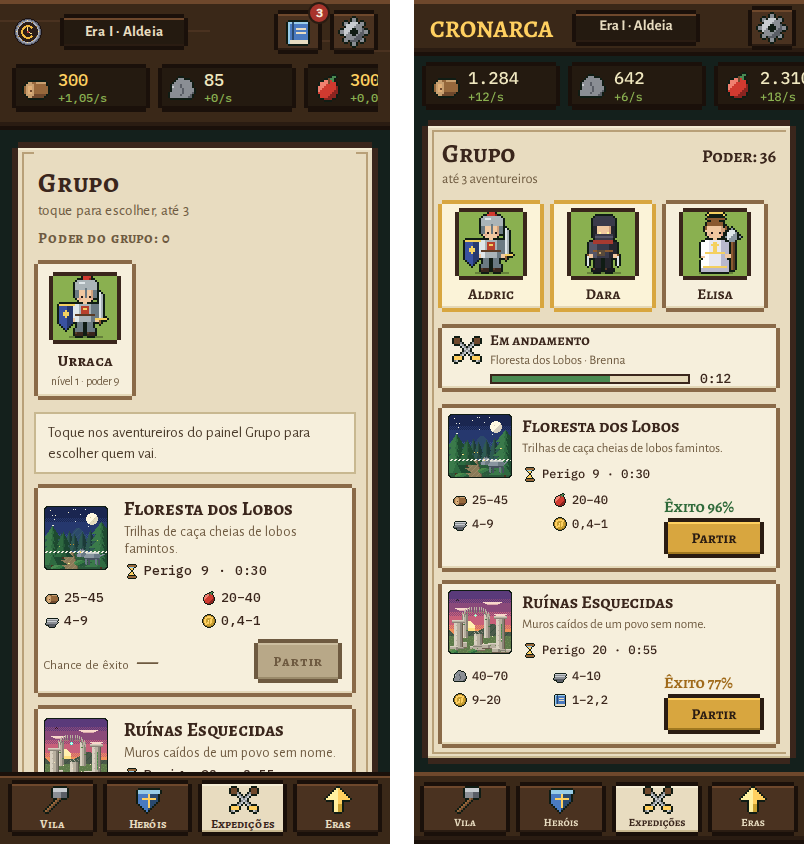 3
Era I · Aldeia
300
+1,05/s
85
+0/s
300
+0,0
Grupo
toque para escolher, até 3
Poder do grupo: 0
Urraca
nível 1 · poder 9
Toque nos aventureiros do painel Grupo para
escolher quem vai.
Floresta dos Lobos
Trilhas de caça cheias de lobos
famintos.
Perigo 9 · 0:30
25–45
20–40
4–9
0,4–1
Chance de êxito —
Partir
Ruínas Esquecidas
Muros caídos de um povo sem nome.
Vila
Heróis
Expedições
Eras
CRONARCA
Era I · Aldeia
1.284
+12/s
642
+6/s
2.310
+18/s
Grupo
Poder: 36
até 3 aventureiros
Aldric
Dara
Elisa
Em andamento
Floresta dos Lobos · Brenna
0:12
Floresta dos Lobos
Trilhas de caça cheias de lobos famintos.
Perigo 9 · 0:30
25–45
20–40
4–9
0,4–1
Êxito 96%
Partir
Ruínas Esquecidas
Muros caídos de um povo sem nome.
Perigo 20 · 0:55
40–70
4–10
9–20
1–2,2
Êxito 77%
Partir
Vila
Heróis
Expedições
Eras